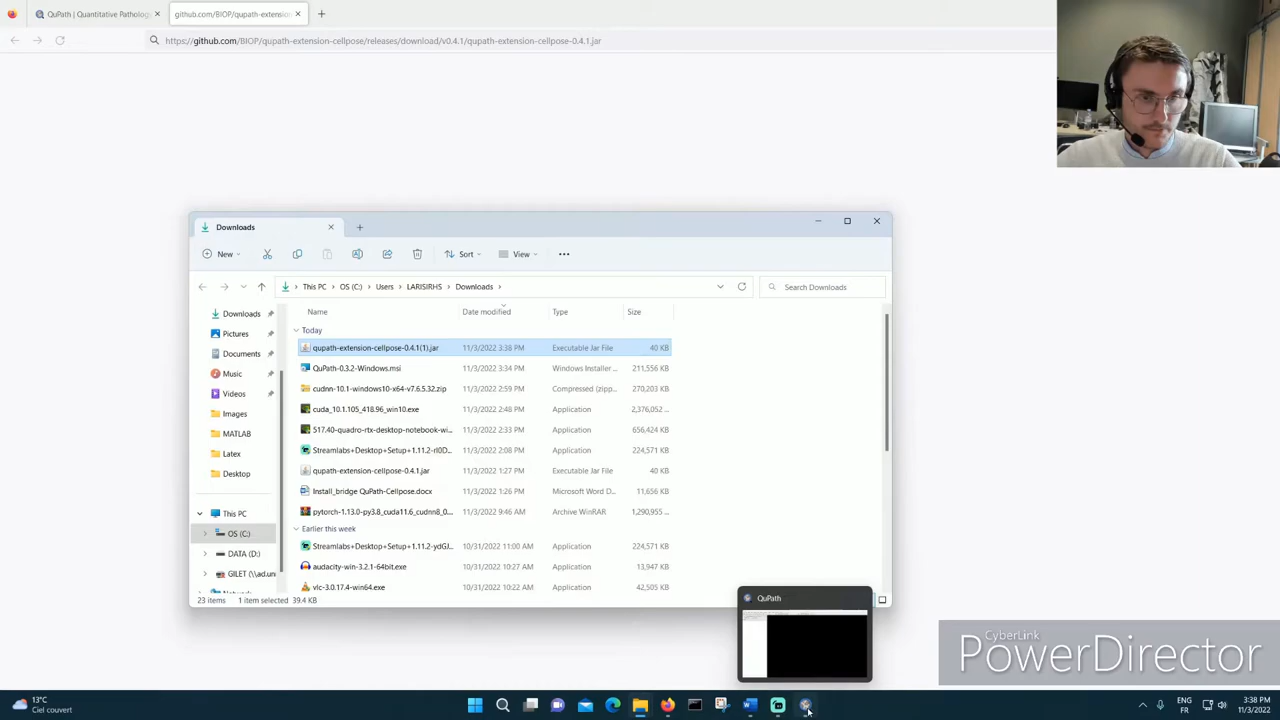 QuPath | Quantitative Patholog
github.com/BIOP/qupath-extension
https://github.com/BIOP/qupath-extension-cellpose/releases/download/v0.4.1/qupath-extension-cellpose-0.4.1.jar
Downloads
New
Sort
View
This PC
OS (C:)
Users
LARISIRHS
Downloads
Search Downloads
Name
Date modified
Type
Size
Downloads
Pictures
Documents
Music
Videos
Images
MATLAB
Latex
Desktop
This PC
OS (C:)
DATA (D:)
GILET (\\ad.uni
Today
qupath-extension-cellpose-0.4.1(1).jar 11/3/2022 3:38 PM Executable Jar File 40 KB
QuPath-0.3.2-Windows.msi 11/3/2022 3:34 PM Windows Installer ... 211,556 KB
cudnn-10.1-windows10-x64-v7.6.5.32.zip 11/3/2022 2:59 PM Compressed (zipp... 270,203 KB
cuda_10.1.105_418.96_win10.exe 11/3/2022 2:48 PM Application 2,376,052 ...
517.40-quadro-rtx-desktop-notebook-wi... 11/3/2022 2:43 PM Application 656,424 KB
Streamlabs+Desktop+Setup+1.11.2-rI0D... 11/3/2022 2:08 PM Application 224,571 KB
qupath-extension-cellpose-0.4.1.jar 11/3/2022 1:27 PM Executable Jar File 40 KB
Install_bridge QuPath-Cellpose.docx 11/3/2022 1:26 PM Microsoft Word D... 11,656 KB
pytorch-1.13.0-py3.8_cuda11.6_cudnn8_0... 11/3/2022 9:46 AM Archive WinRAR 1,290,955 ...
Earlier this week
Streamlabs+Desktop+Setup+1.11.2-ydGJ... 10/31/2022 11:00 AM Application 224,571 KB
audacity-win-3.2.1-64bit.exe 10/31/2022 10:27 AM Application 13,947 KB
vlc-3.0.17.4-win64.exe 10/31/2022 10:22 AM Application 42,505 KB
23 items
1 item selected 39.4 KB
QuPath
CyberLink
PowerDirector
13°C
Ciel couvert
ENG
FR
3:38 PM
11/3/2022